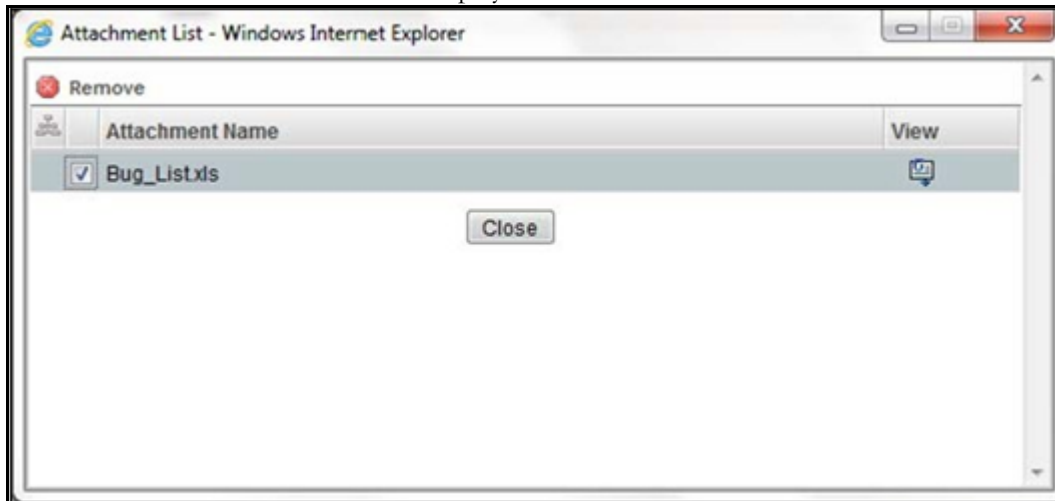 Attachment List - Windows Internet Explorer
Remove
Attachment Name View
Bug_List.xls
Close